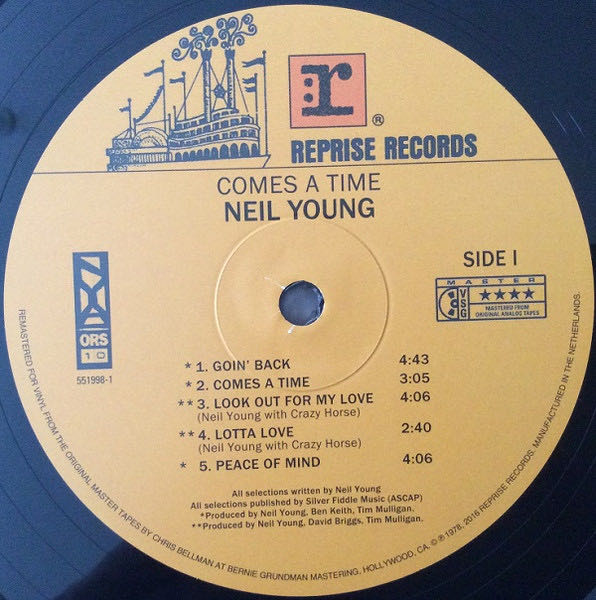 r
®
REPRISE RECORDS
COMES A TIME
NEIL YOUNG
SIDE I
NYA
ORS
10
551998-1
MASTER
VSG
★★★★
MASTERED FROM
ORIGINAL ANALOG TAPES
* 1. GOIN' BACK 4:43
* 2. COMES A TIME 3:05
** 3. LOOK OUT FOR MY LOVE 4:06
(Neil Young with Crazy Horse)
** 4. LOTTA LOVE 2:40
(Neil Young with Crazy Horse)
* 5. PEACE OF MIND 4:06
All selections written by Neil Young
All selections published by Silver Fiddle Music (ASCAP)
*Produced by Neil Young, Ben Keith, Tim Mulligan.
**Produced by Neil Young, David Briggs, Tim Mulligan.
REMASTERED FOR VINYL FROM THE ORIGINAL MASTER TAPES BY CHRIS BELLMAN AT BERNIE GRUNDMAN MASTERING, HOLLYWOOD, CA. © ℗ 1978, 2016 REPRISE RECORDS. MANUFACTURED IN THE NETHERLANDS.